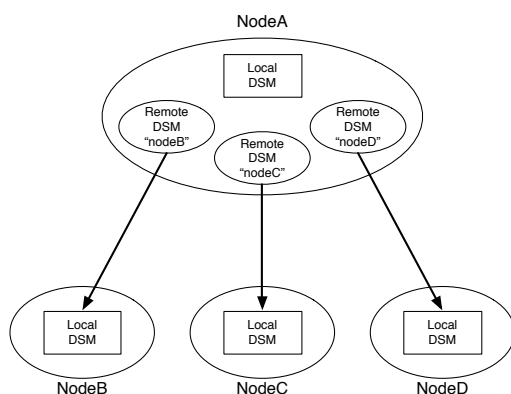 NodeA
Local
DSM
Remote
DSM
“nodeB”
Remote
DSM
“nodeC”
Remote
DSM
“nodeD”
Local
DSM
NodeB
Local
DSM
NodeC
Local
DSM
NodeD